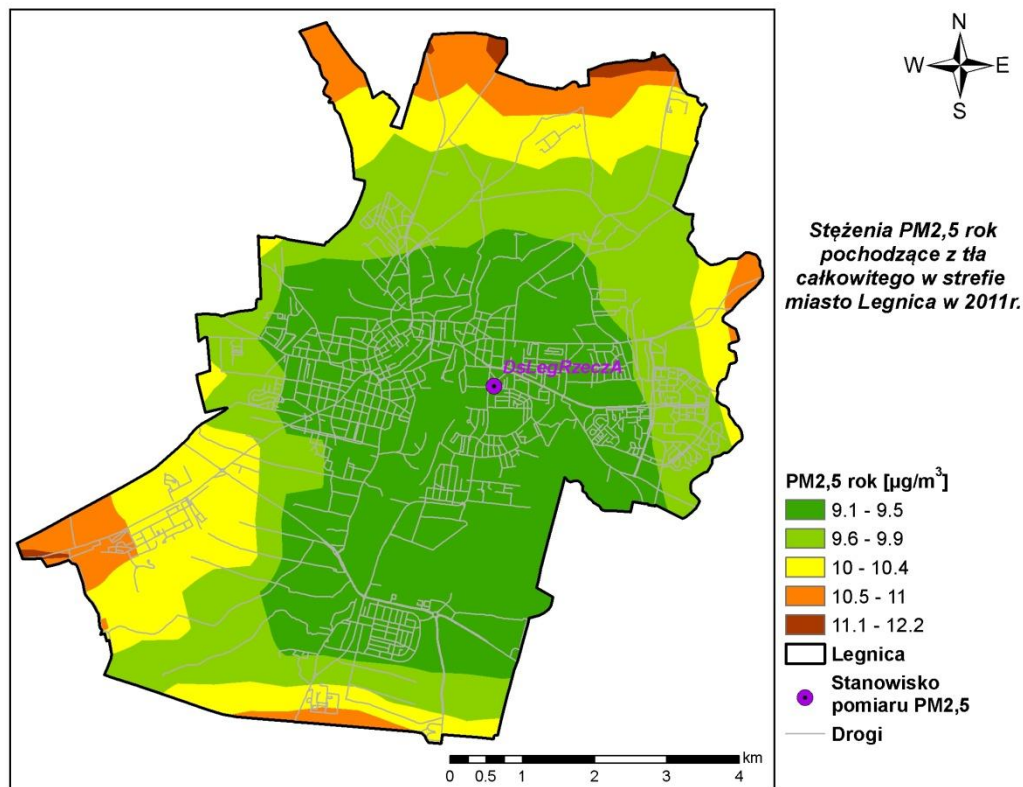 N
W E
S
Stężenia PM2,5 rok
pochodzące z tła
całkowitego w strefie
miasto Legnica w 2011r.
DsLegRzeczA
PM2,5 rok [µg/m³]
9.1 - 9.5
9.6 - 9.9
10 - 10.4
10.5 - 11
11.1 - 12.2
Legnica
Stanowisko
pomiaru PM2,5
Drogi
km
0 0.5 1 2 3 4